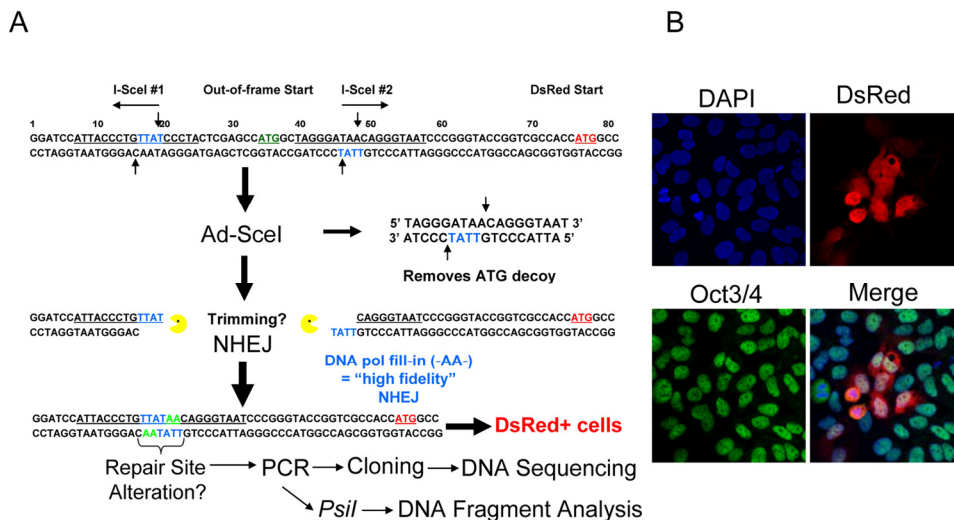 A
B
I-SceI #1 Out-of-frame Start I-SceI #2 DsRed Start
1 10 20 30 40 50 60 70 80
GGATCCATTACCCTGTTATCCCTACTCGAGCCATGGCTAGGGATAACAGGGTAATCCCGGGTACCGGTCGCCACCATGGCC
CCTAGGTAATGGGACAATAGGGATGAGCTCGGTACCGATCCCTATTGTCCCATTAGGGCCCATGGCCAGCGGTGGTACCGG
Ad-SceI
5' TAGGGATAACAGGGTAAT 3'
3' ATCCCTATTGTCCCATTA 5'
Removes ATG decoy
GGATCCATTACCCTGTTAT
CCTAGGTAATGGGAC
Trimming?
NHEJ
CAGGGTAATCCCGGGTACCGGTCGCCACCATGGCC
TATTGTCCCATTAGGGCCCATGGCCAGCGGTGGTACCGG
DNA pol fill-in (-AA-)
= "high fidelity"
NHEJ
GGATCCATTACCCTGTTATAACAGGGTAATCCCGGGTACCGGTCGCCACCATGGCC
CCTAGGTAATGGGACAATATTGTCCCATTAGGGCCCATGGCCAGCGGTGGTACCGG
DsRed+ cells
Repair Site
Alteration?
PCR Cloning DNA Sequencing
PsiI DNA Fragment Analysis
DAPI DsRed
Oct3/4 Merge